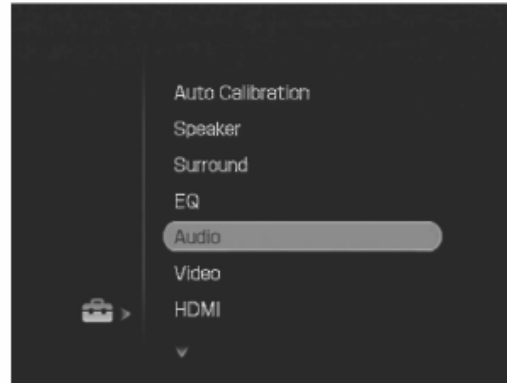 Auto Calibration
Speaker
Surround
EQ
Audio
Video
HDMI